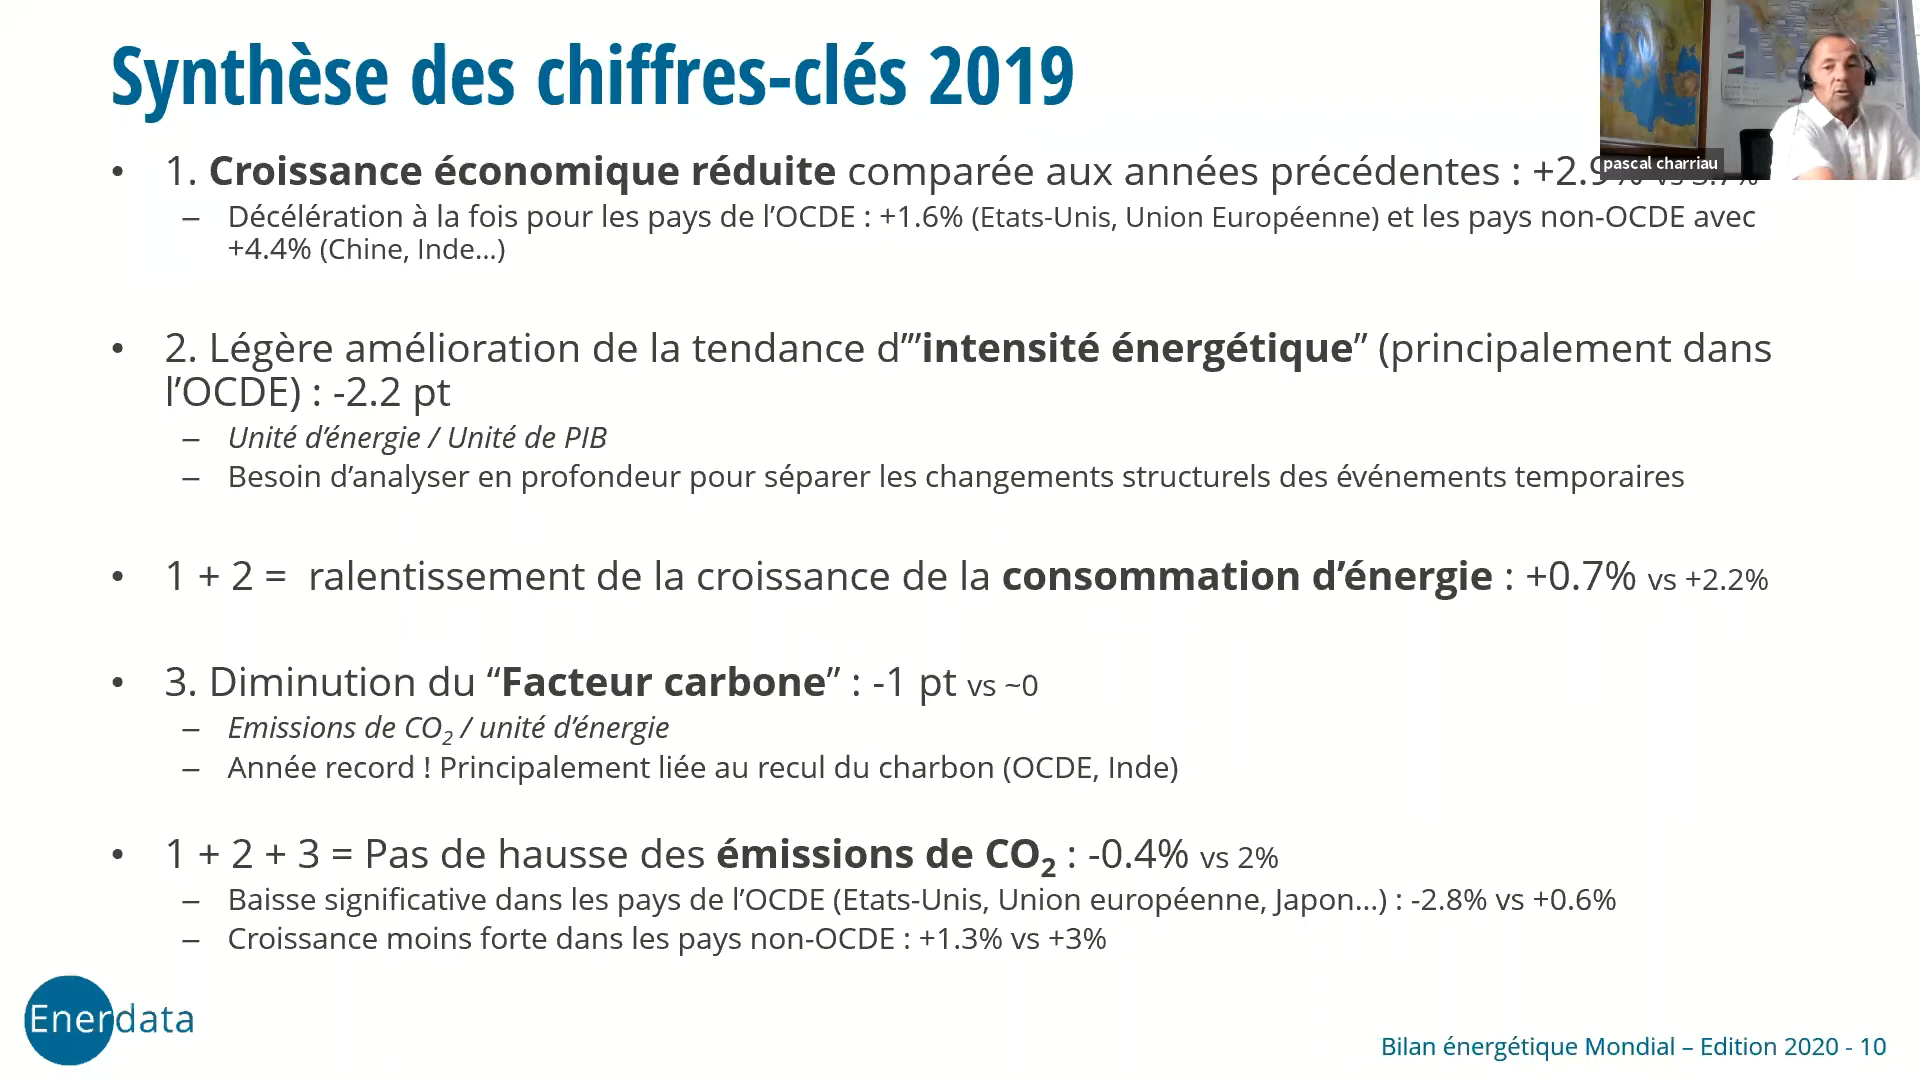 Synthèse des chiffres-clés 2019
pascal charriau
• 1. Croissance économique réduite comparée aux années précédentes : +2.9% vs 3.7%
– Décélération à la fois pour les pays de l’OCDE : +1.6% (Etats-Unis, Union Européenne) et les pays non-OCDE avec
+4.4% (Chine, Inde…)
• 2. Légère amélioration de la tendance d’”intensité énergétique” (principalement dans
l’OCDE) : -2.2 pt
– Unité d’énergie / Unité de PIB
– Besoin d’analyser en profondeur pour séparer les changements structurels des événements temporaires
• 1 + 2 = ralentissement de la croissance de la consommation d’énergie : +0.7% vs +2.2%
• 3. Diminution du “Facteur carbone” : -1 pt vs ~0
– Emissions de CO₂ / unité d’énergie
– Année record ! Principalement liée au recul du charbon (OCDE, Inde)
• 1 + 2 + 3 = Pas de hausse des émissions de CO₂ : -0.4% vs 2%
– Baisse significative dans les pays de l’OCDE (Etats-Unis, Union européenne, Japon…) : -2.8% vs +0.6%
– Croissance moins forte dans les pays non-OCDE : +1.3% vs +3%
Enerdata
Bilan énergétique Mondial – Edition 2020 - 10